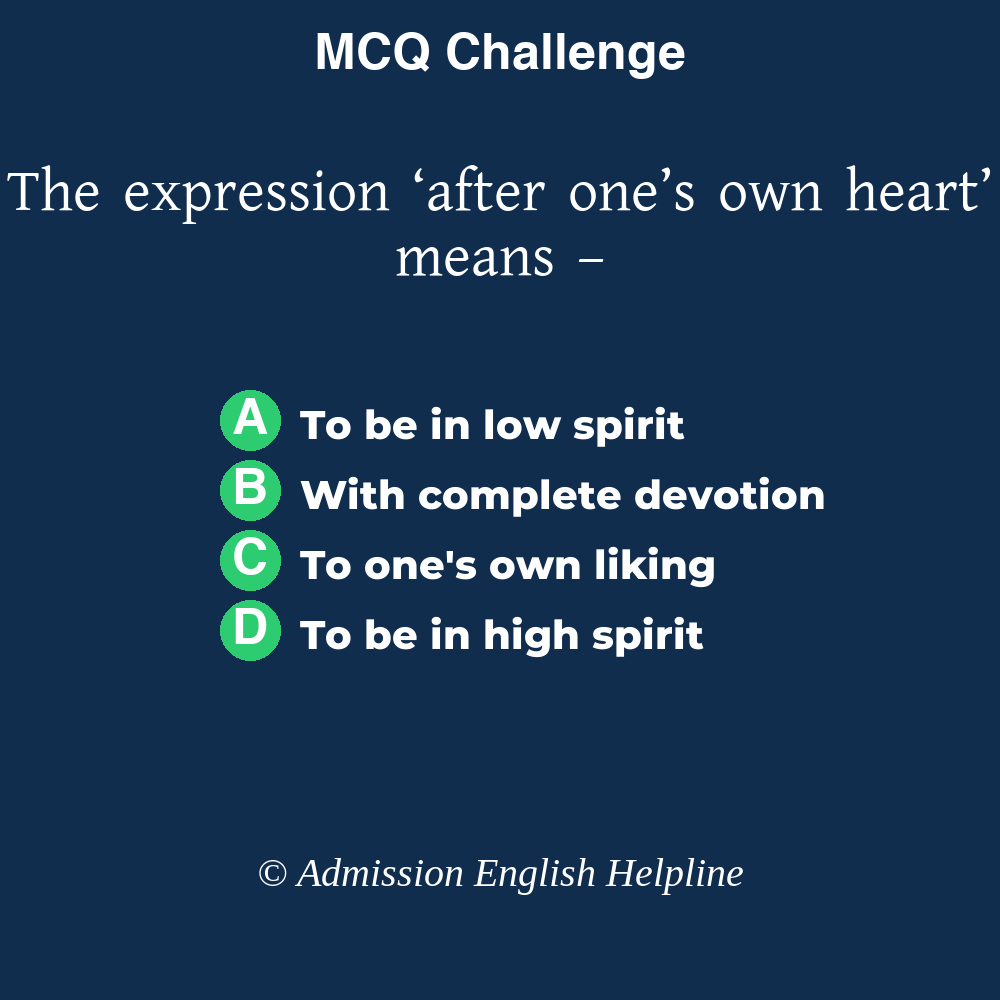 MCQ Challenge
The expression ‘after one’s own heart’
means –
A To be in low spirit
B With complete devotion
C To one's own liking
D To be in high spirit
© Admission English Helpline